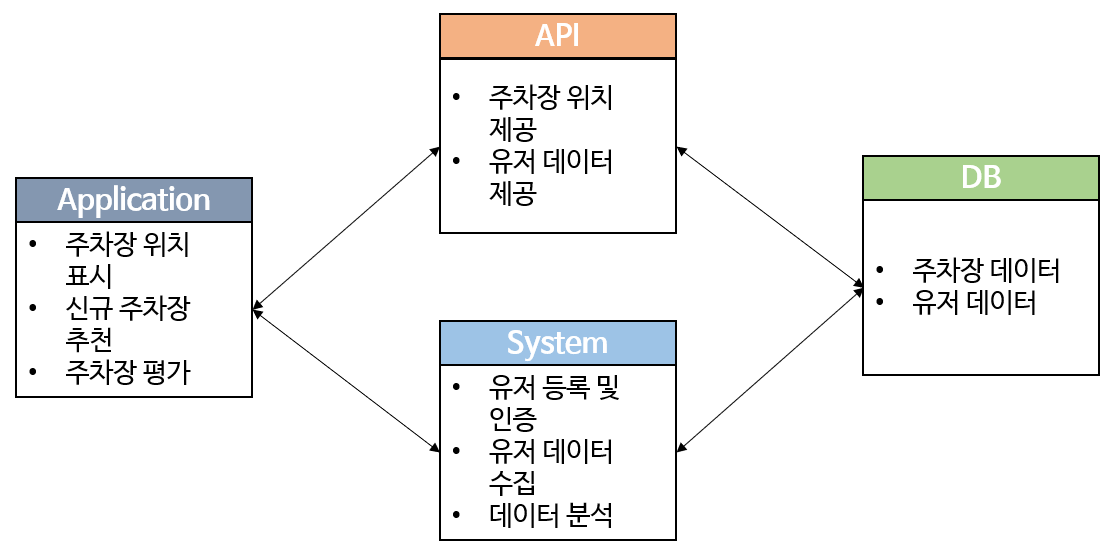 API
• 주차장 위치
제공
• 유저 데이터
제공
Application
• 주차장 위치
표시
• 신규 주차장
추천
• 주차장 평가
DB
• 주차장 데이터
• 유저 데이터
System
• 유저 등록 및
인증
• 유저 데이터
수집
• 데이터 분석